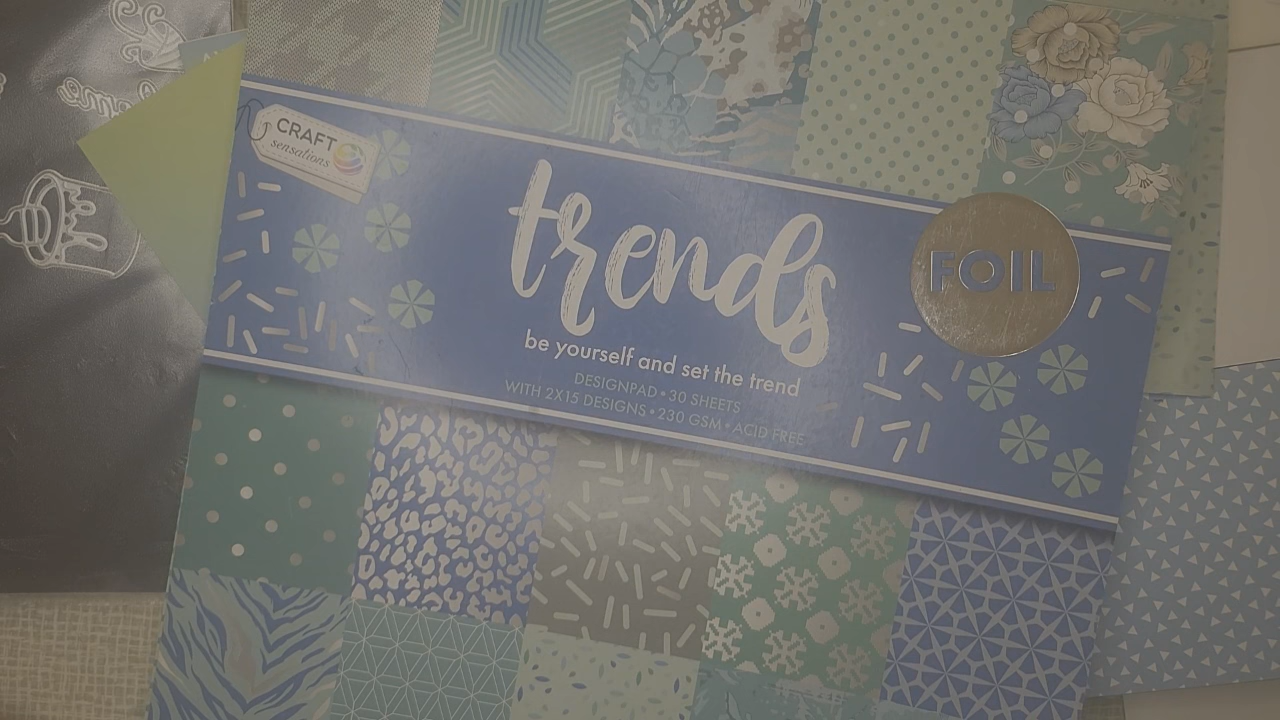 CRAFT
sensations
trends
FOIL
be yourself and set the trend
DESIGNPAD • 30 SHEETS
WITH 2X15 DESIGNS • 230 GSM • ACID FREE